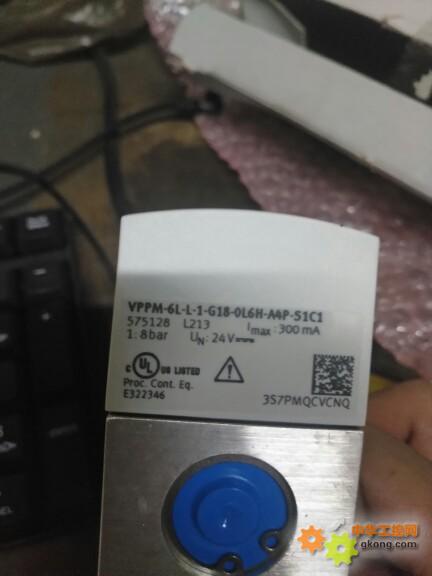 VPPM-6L-L-1-G18-0L6H-A4P-S1C1
575128 L213 Imax: 300 mA
1: 8bar UN: 24V
C UL US LISTED
Proc. Cont. Eq.
E322346
3S7PMQCVCNQ
中华工控网
gkong.com